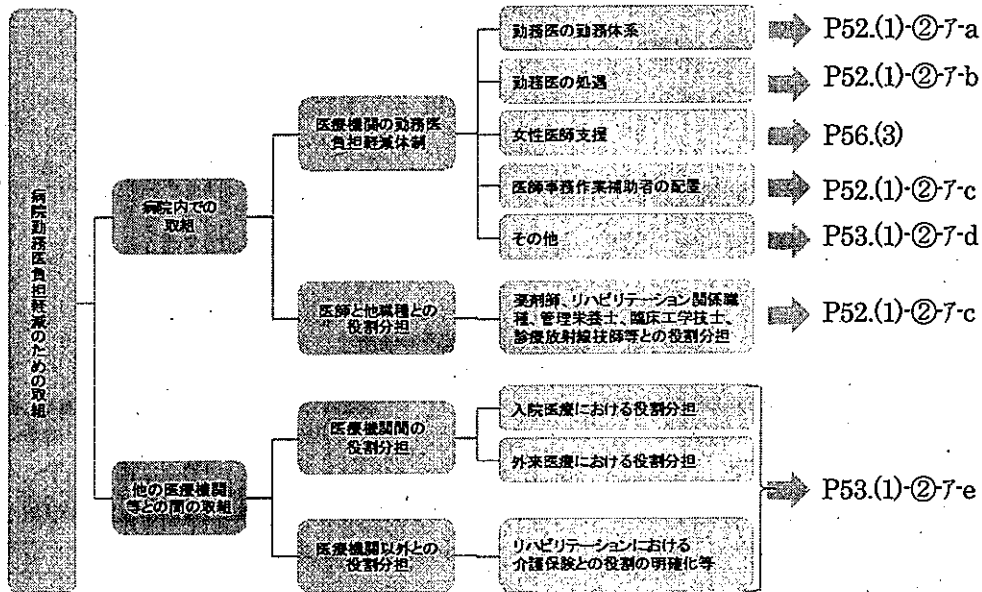 病院勤務医負担軽減のための取組
病院内での
取組
他の医療機関
等との間の取組
医療機関の勤務医
負担軽減体制
医師と他職種との
役割分担
医療機関間の
役割分担
医療機関以外との
役割分担
勤務医の勤務体系
勤務医の処遇
女性医師支援
医師事務作業補助者の配置
その他
薬剤師、リハビリテーション関係職
種、管理栄養士、臨床工学技士、
診療放射線技師等との役割分担
入院医療における役割分担
外来医療における役割分担
リハビリテーションにおける
介護保険との役割の明確化等
P52.(1)-②-7-a
P52.(1)-②-7-b
P56.(3)
P52.(1)-②-7-c
P53.(1)-②-7-d
P52.(1)-②-7-c
P53.(1)-②-7-e